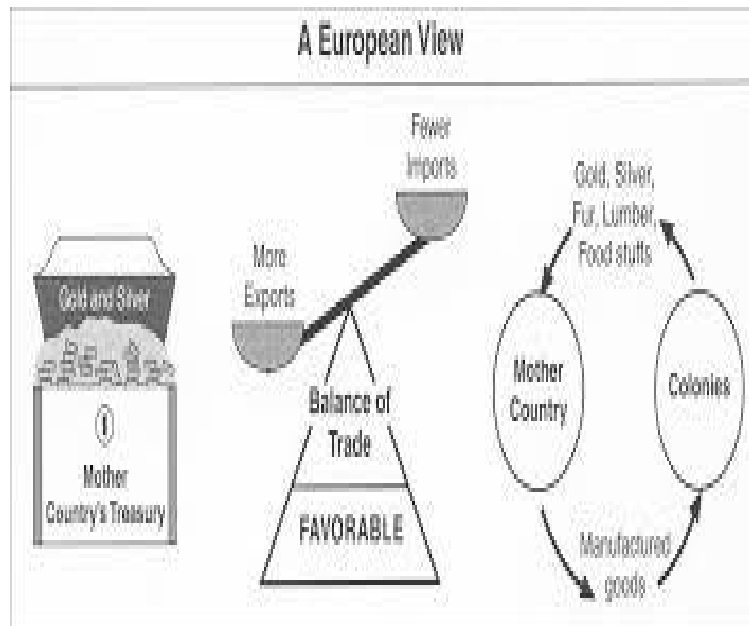 A European View
Gold and Silver
Mother
Country's Treasury
More
Exports
Fewer
Imports
Balance of
Trade
FAVORABLE
Gold, Silver,
Fur, Lumber,
Food stuffs
Mother
Country
Colonies
Manufactured
goods